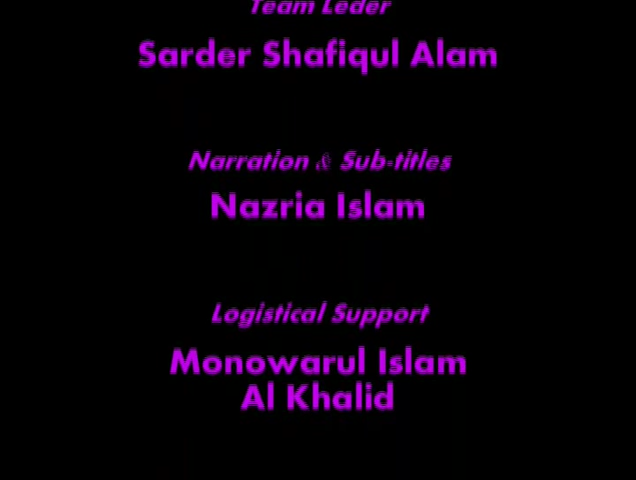 Team Leder
Sarder Shafiqul Alam
Narration & Sub-titles
Nazria Islam
Logistical Support
Monowarul Islam
Al Khalid